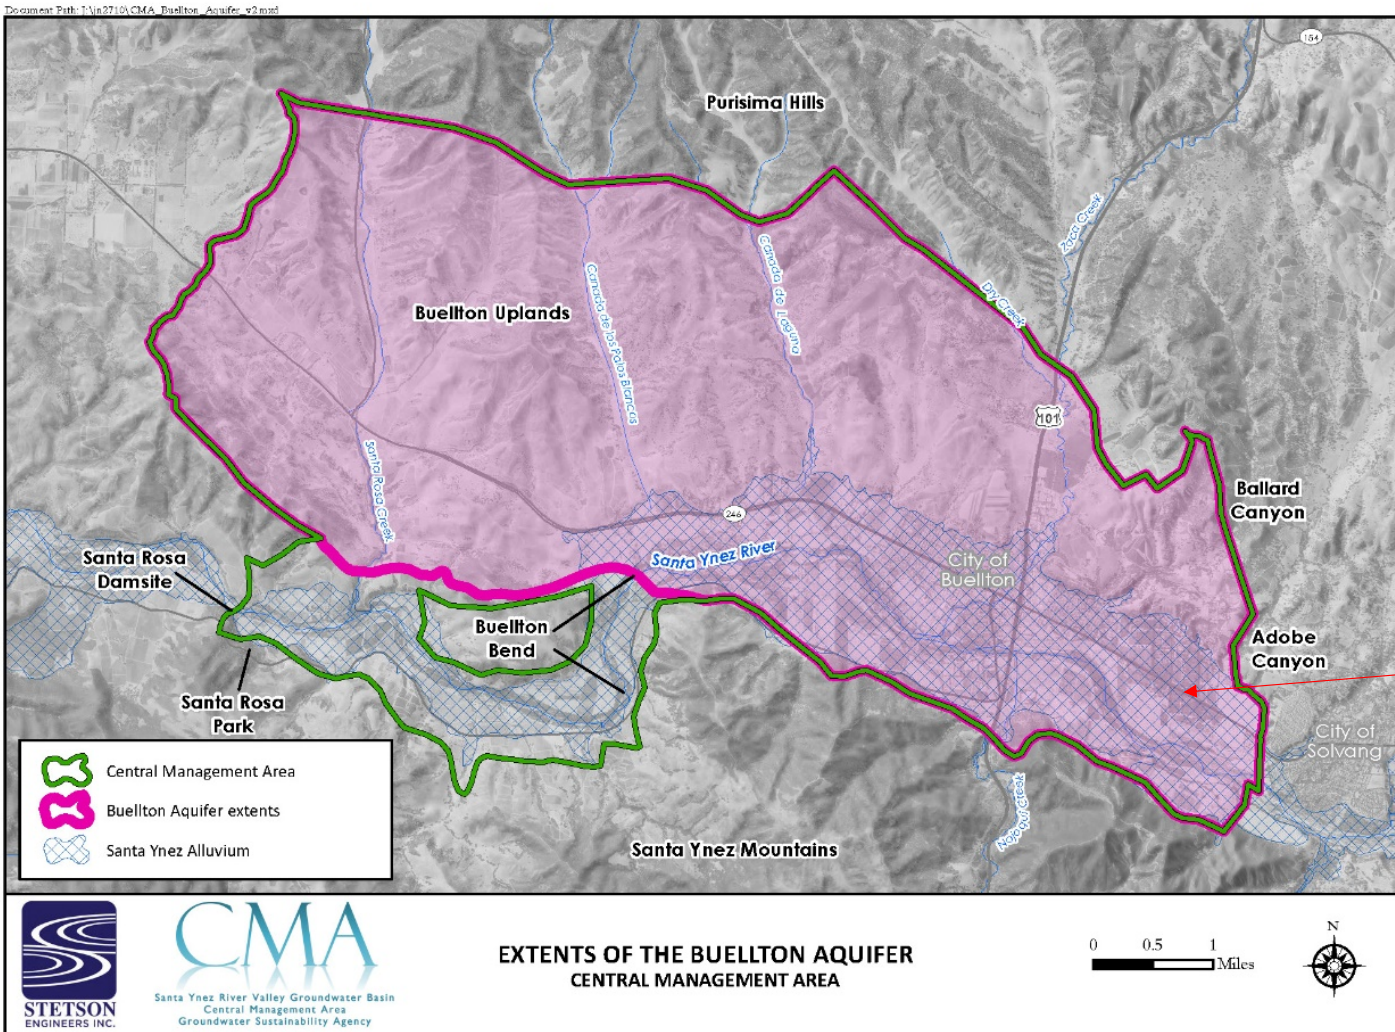 Document Path: J:\jn2710\CMA_Buellton_Aquifer_v2.mxd
154
Purisima Hills
Zaca Creek
Canada de los Palos Blancos
Canada de Laguna
Dry Creek
Buellton Uplands
101
Santa Rosa Creek
Ballard
Canyon
246
Santa Rosa
Damsite
Santa Ynez River
City of
Buellton
Buellton
Bend
Adobe
Canyon
Santa Rosa
Park
City of
Solvang
Nojoqui Creek
Santa Ynez Mountains
Central Management Area
Buellton Aquifer extents
Santa Ynez Alluvium
STETSON
ENGINEERS INC.
CMA
Santa Ynez River Valley Groundwater Basin
Central Management Area
Groundwater Sustainability Agency
EXTENTS OF THE BUELLTON AQUIFER
CENTRAL MANAGEMENT AREA
0 0.5 1
Miles
N